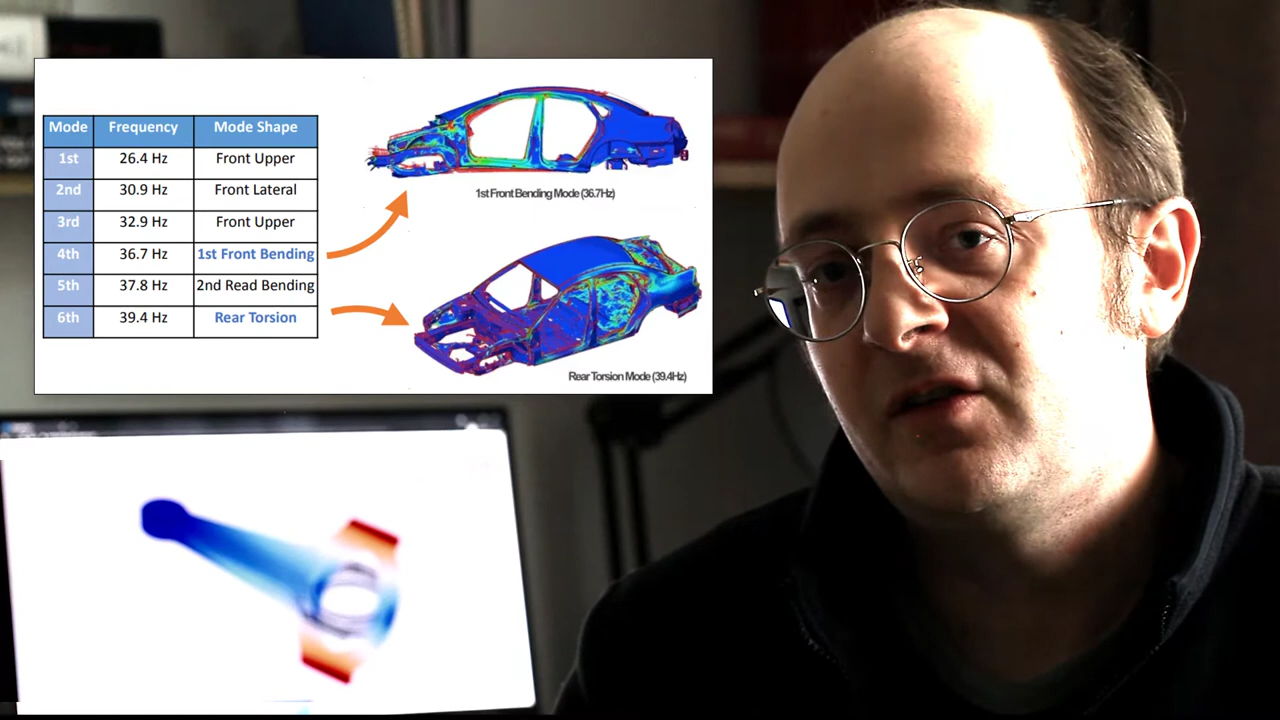 Mode Frequency Mode Shape
1st 26.4 Hz Front Upper
2nd 30.9 Hz Front Lateral
3rd 32.9 Hz Front Upper
4th 36.7 Hz 1st Front Bending
5th 37.8 Hz 2nd Read Bending
6th 39.4 Hz Rear Torsion
1st Front Bending Mode (36.7Hz)
Rear Torsion Mode (39.4Hz)